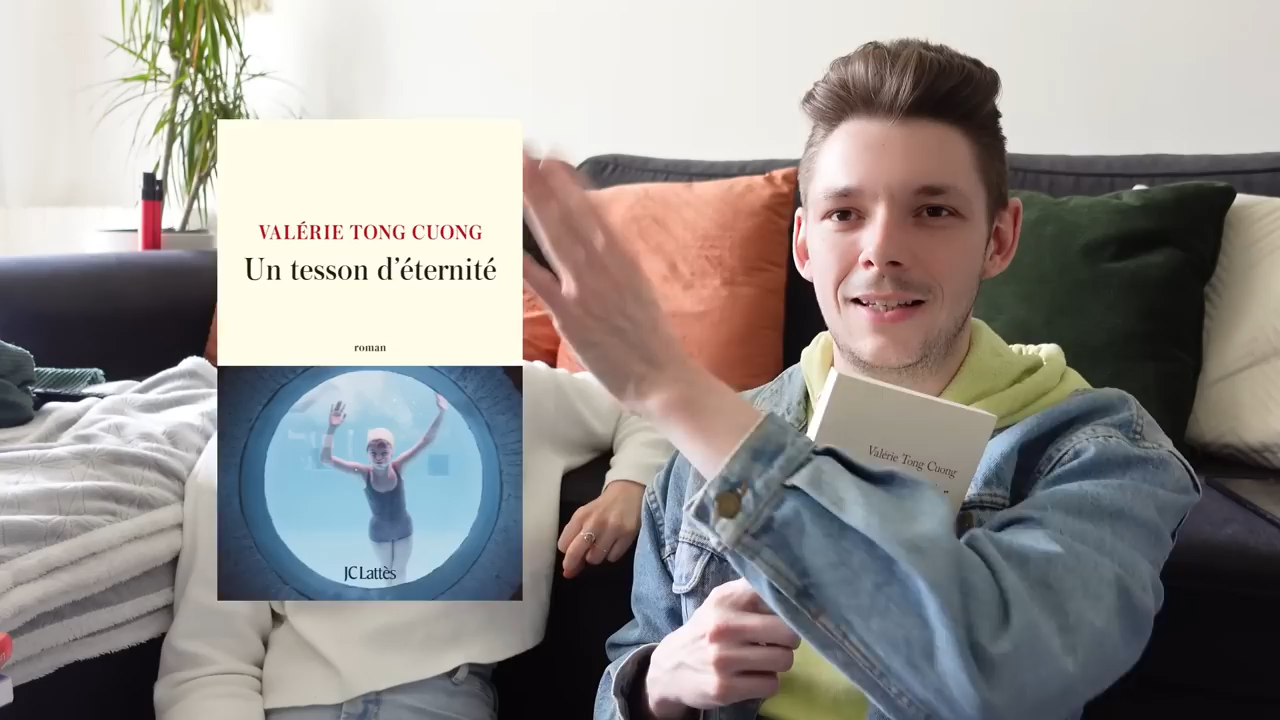 VALÉRIE TONG CUONG
Un tesson d'éternité
roman
JC Lattès
Valérie Tong Cuong